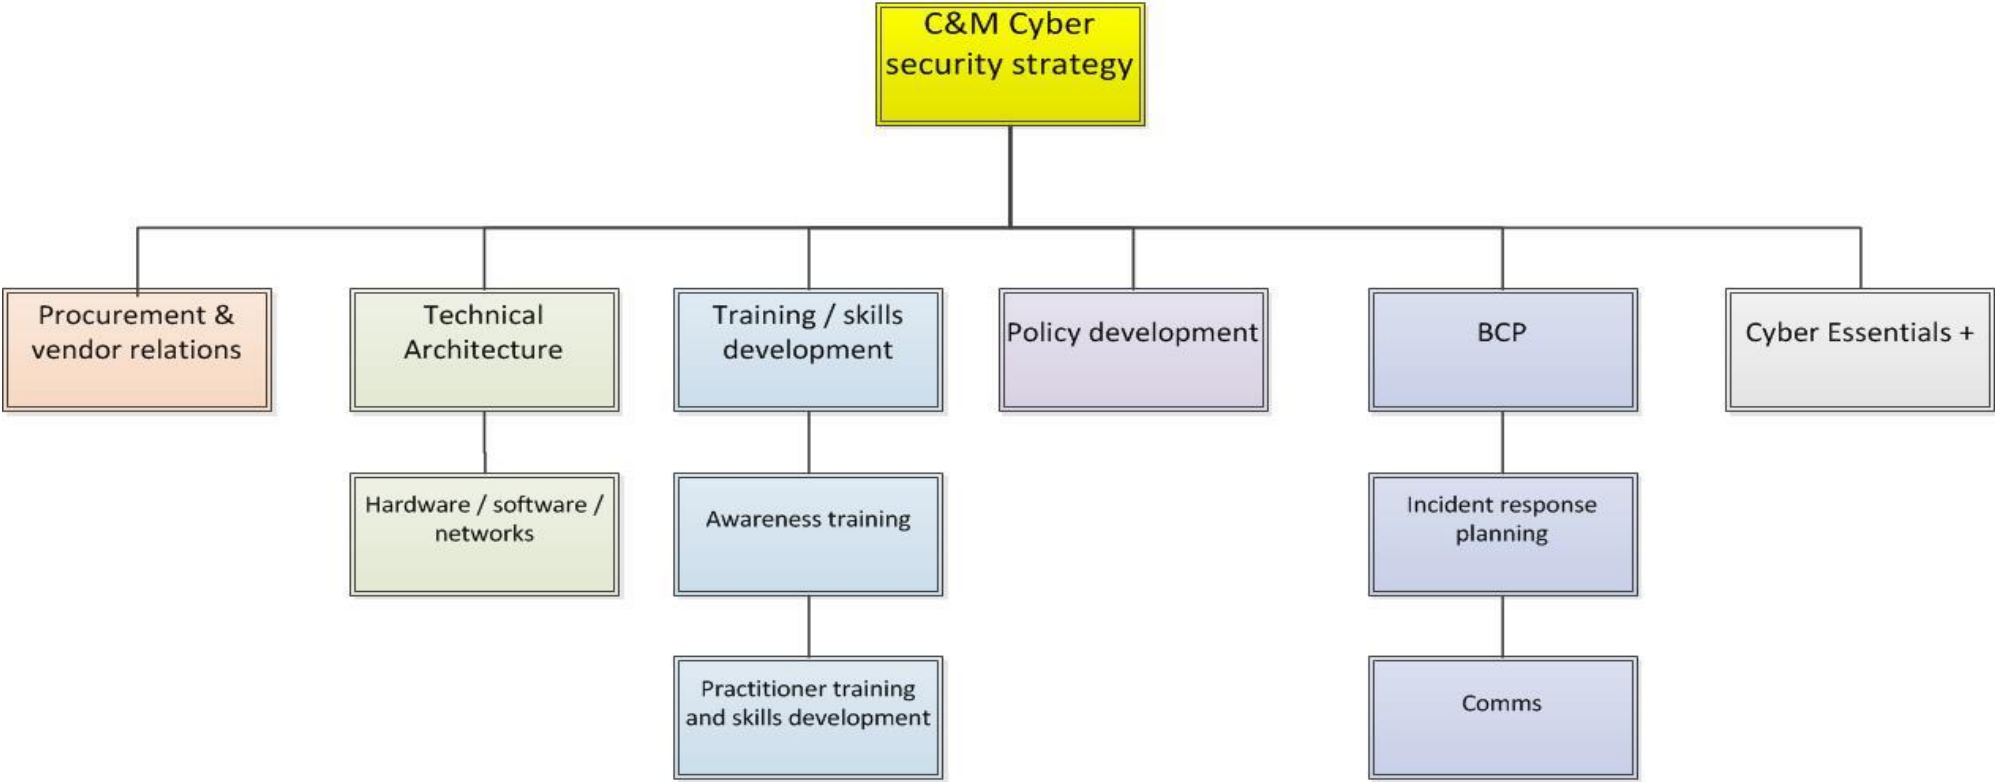 C&M Cyber
security strategy
Procurement &
vendor relations
Technical
Architecture
Training / skills
development
Policy development
BCP
Cyber Essentials +
Hardware / software /
networks
Awareness training
Incident response
planning
Practitioner training
and skills development
Comms